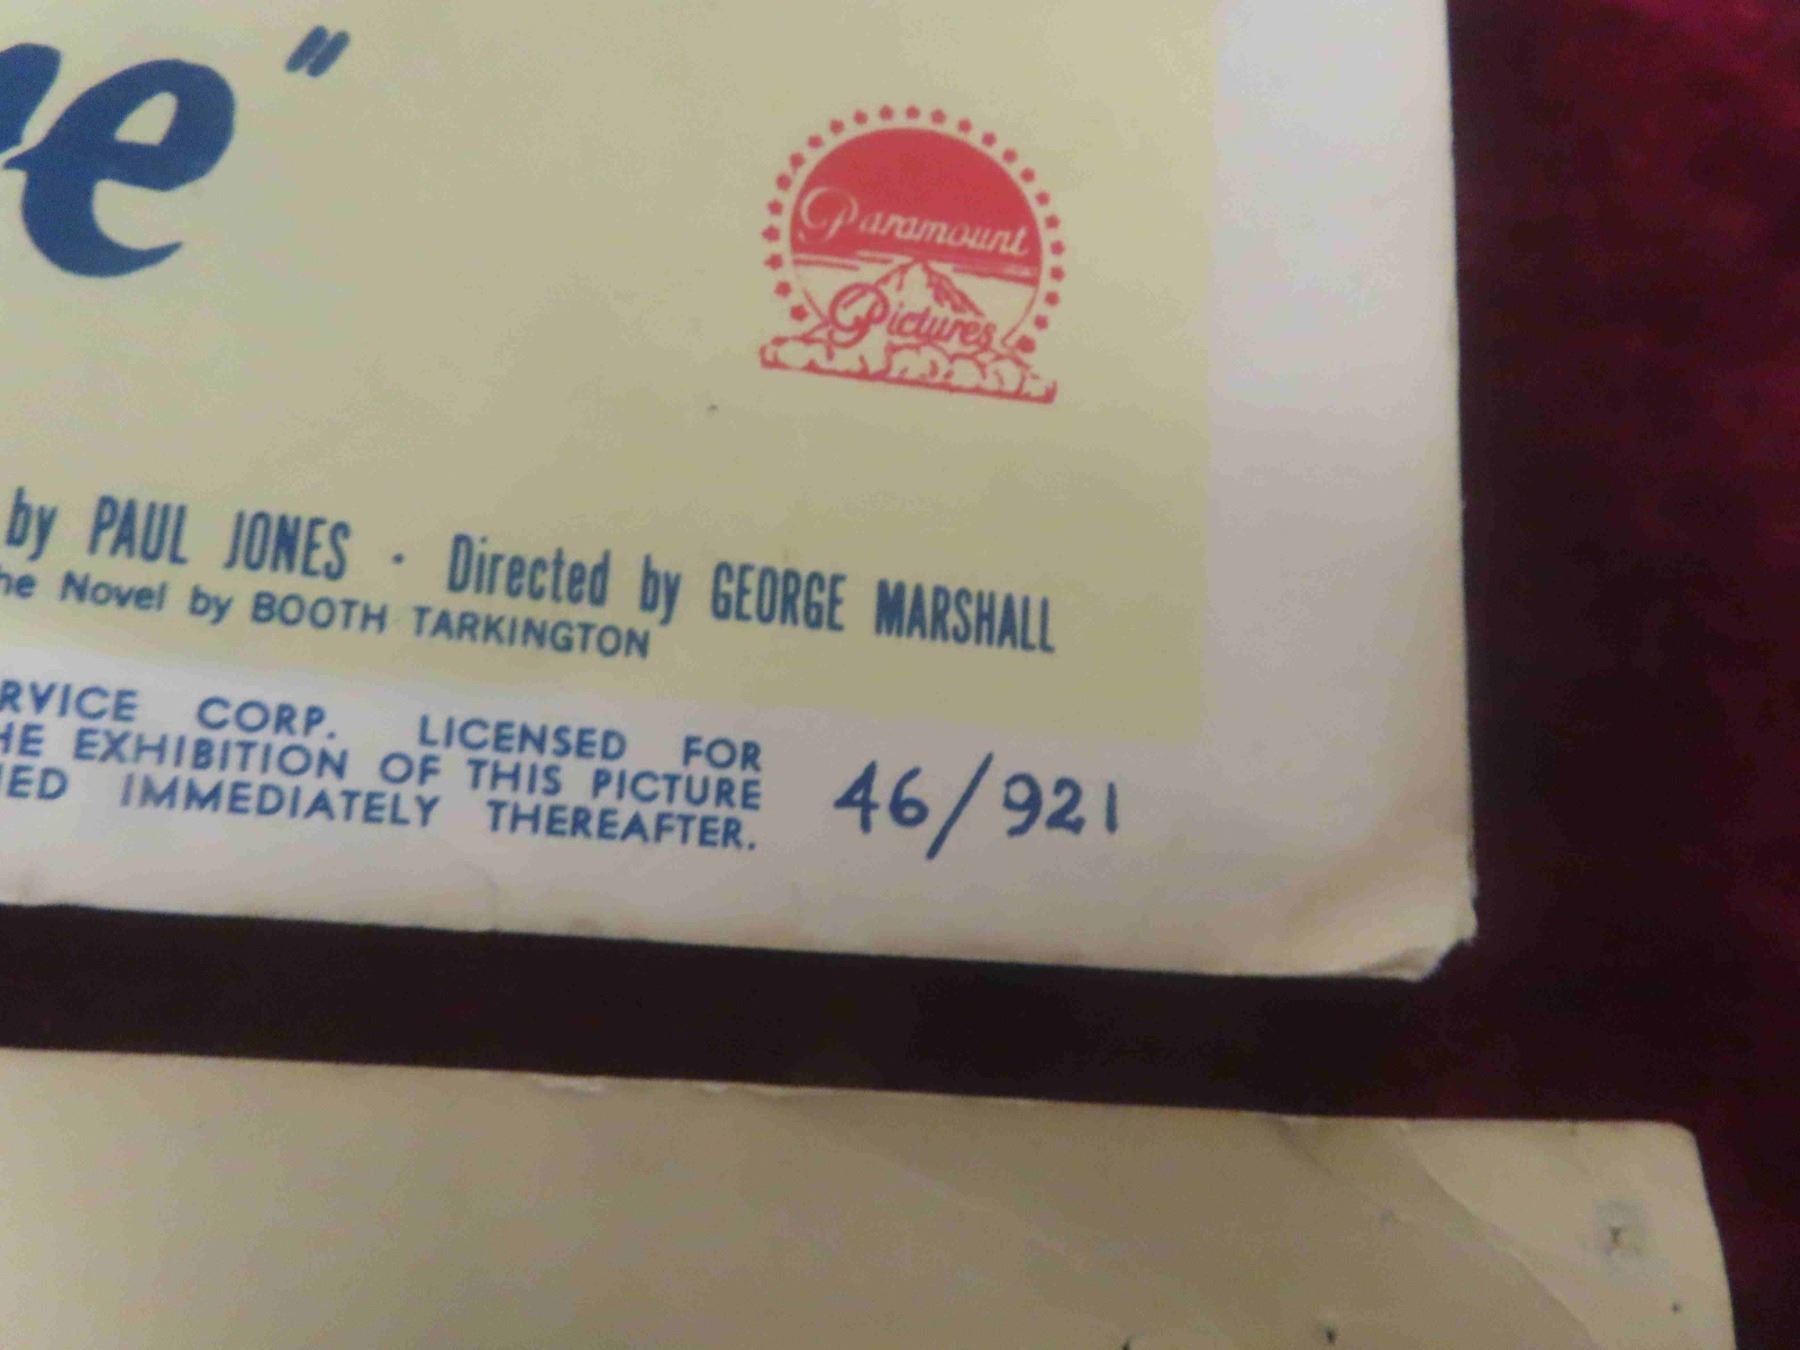 e"
Paramount
Pictures
by PAUL JONES · Directed by GEORGE MARSHALL
he Novel by BOOTH TARKINGTON
RVICE CORP. LICENSED FOR
HE EXHIBITION OF THIS PICTURE
ED IMMEDIATELY THEREAFTER.
46/921